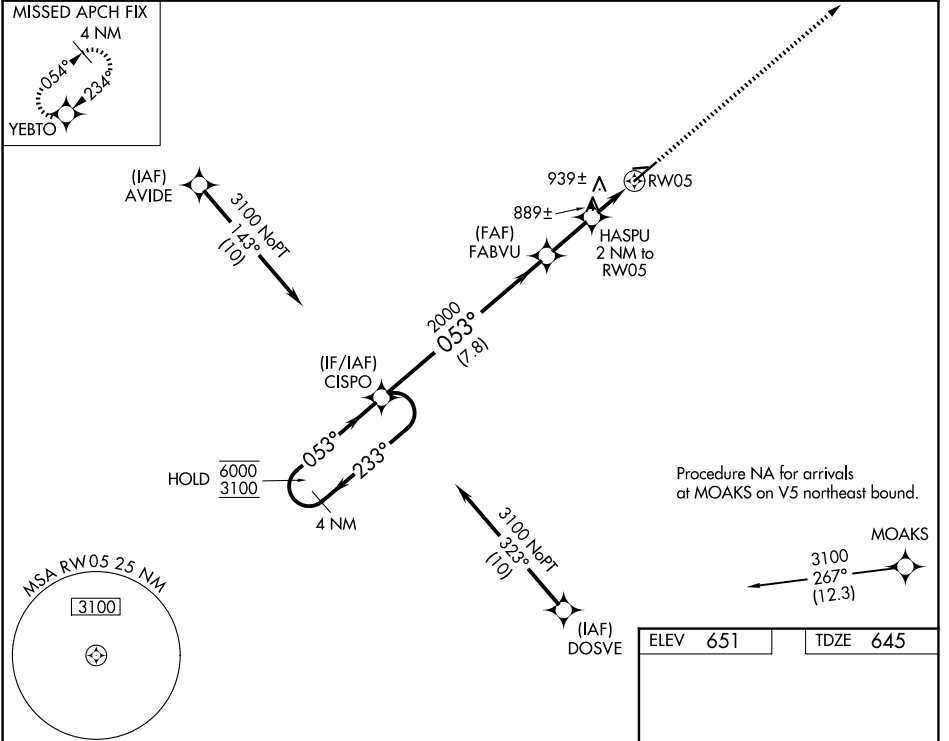 MISSED APCH FIX
4 NM
054°
234°
YEBTO
(IAF)
AVIDE
3100 NoPT
143°
(10)
939±
889±
RW05
(FAF)
FABVU
HASPU
2 NM to
RW05
2000
053°
(7.8)
(IF/IAF)
CISPO
053°
233°
HOLD
6000
3100
4 NM
Procedure NA for arrivals
at MOAKS on V5 northeast bound.
MOAKS
3100
267°
(12.3)
3100 NoPT
323°
(10)
(IAF)
DOSVE
MSA RW05 25 NM
3100
ELEV 651
TDZE 645